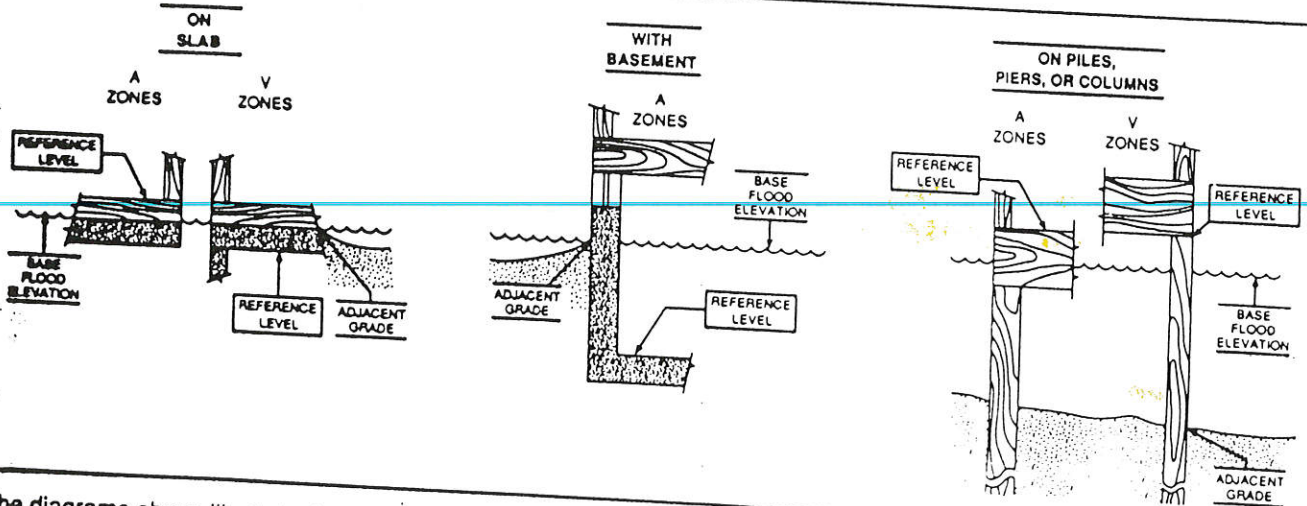 ON
SLAB
A
ZONES
V
ZONES
REFERENCE
LEVEL
BASE
FLOOD
ELEVATION
REFERENCE
LEVEL
ADJACENT
GRADE
WITH
BASEMENT
A
ZONES
BASE
FLOOD
ELEVATION
ADJACENT
GRADE
REFERENCE
LEVEL
ON PILES,
PIERS, OR COLUMNS
A
ZONES
V
ZONES
REFERENCE
LEVEL
REFERENCE
LEVEL
BASE
FLOOD
ELEVATION
ADJACENT
GRADE
diagrams above